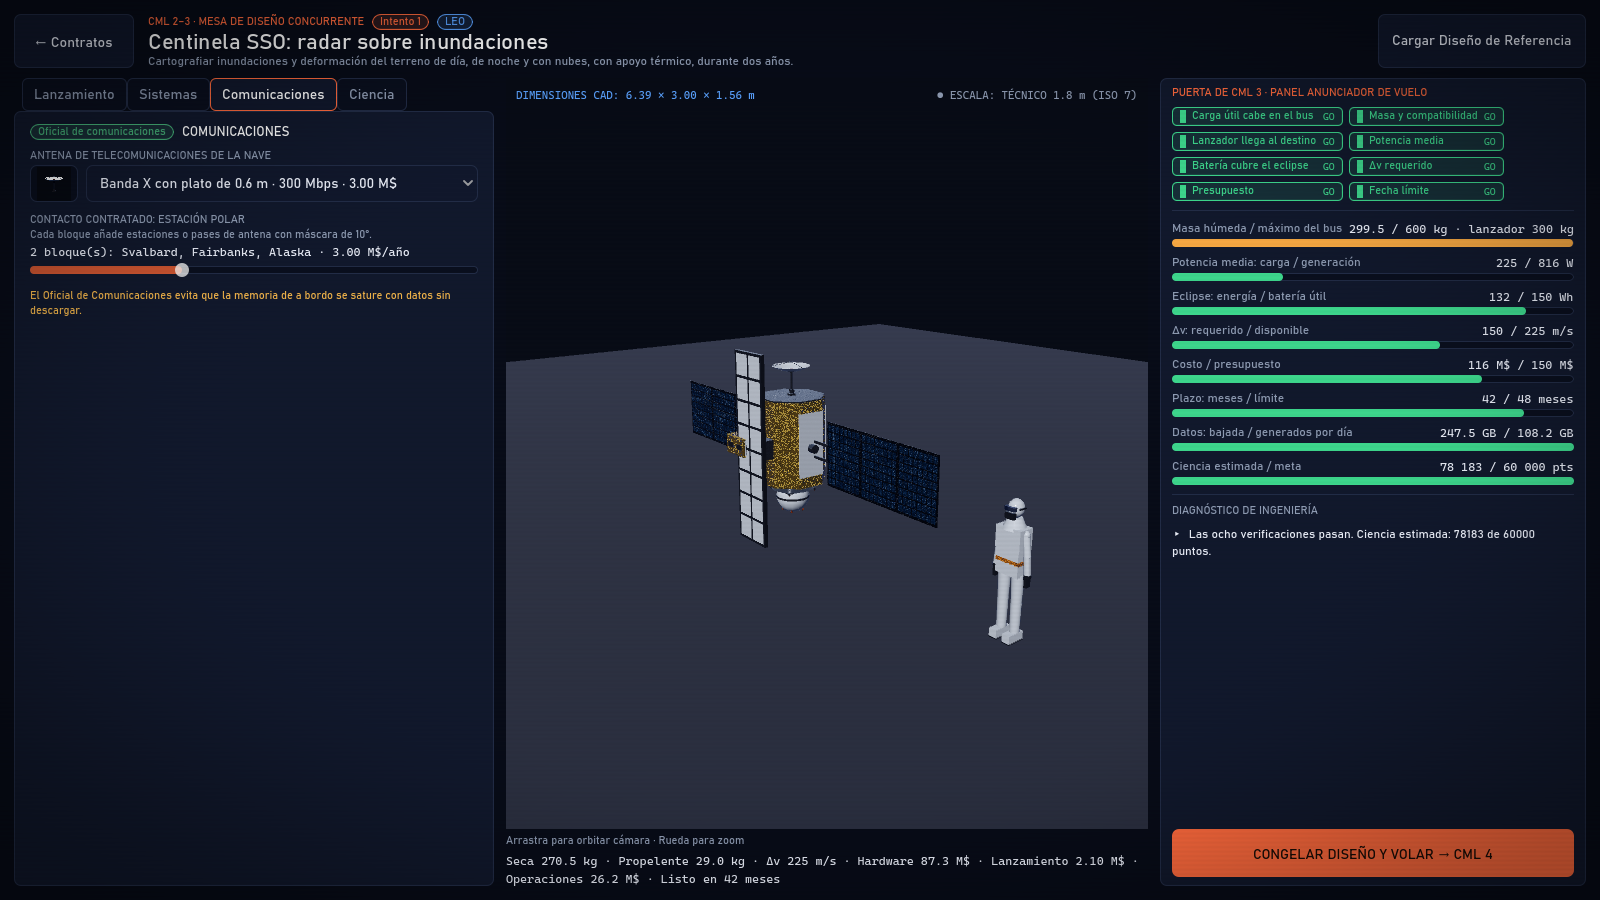 ← Contratos
CML 2–3 · MESA DE DISEÑO CONCURRENTE
Intento 1
LEO
Centinela SSO: radar sobre inundaciones
Cartografiar inundaciones y deformación del terreno de día, de noche y con nubes, con apoyo térmico, durante dos años.
Cargar Diseño de Referencia
Lanzamiento
Sistemas
Comunicaciones
Ciencia
Oficial de comunicaciones
COMUNICACIONES
ANTENA DE TELECOMUNICACIONES DE LA NAVE
Banda X con plato de 0.6 m · 300 Mbps · 3.00 M$
CONTACTO CONTRATADO: ESTACIÓN POLAR
Cada bloque añade estaciones o pases de antena con máscara de 10°.
2 bloque(s): Svalbard, Fairbanks, Alaska · 3.00 M$/año
El Oficial de Comunicaciones evita que la memoria de a bordo se sature con datos sin
descargar.
DIMENSIONES CAD: 6.39 × 3.00 × 1.56 m
● ESCALA: TÉCNICO 1.8 m (ISO 7)
Arrastra para orbitar cámara · Rueda para zoom
Seca 270.5 kg · Propelente 29.0 kg · Δv 225 m/s · Hardware 87.3 M$ · Lanzamiento 2.10 M$ ·
Operaciones 26.2 M$ · Listo en 42 meses
PUERTA DE CML 3 · PANEL ANUNCIADOR DE VUELO
Carga útil cabe en el bus GO
Masa y compatibilidad GO
Lanzador llega al destino GO
Potencia media GO
Batería cubre el eclipse GO
Δv requerido GO
Presupuesto GO
Fecha límite GO
Masa húmeda / máximo del bus 299.5 / 600 kg · lanzador 300 kg
Potencia media: carga / generación 225 / 816 W
Eclipse: energía / batería útil 132 / 150 Wh
Δv: requerido / disponible 150 / 225 m/s
Costo / presupuesto 116 M$ / 150 M$
Plazo: meses / límite 42 / 48 meses
Datos: bajada / generados por día 247.5 GB / 108.2 GB
Ciencia estimada / meta 78 183 / 60 000 pts
DIAGNÓSTICO DE INGENIERÍA
‣ Las ocho verificaciones pasan. Ciencia estimada: 78183 de 60000
puntos.
CONGELAR DISEÑO Y VOLAR → CML 4